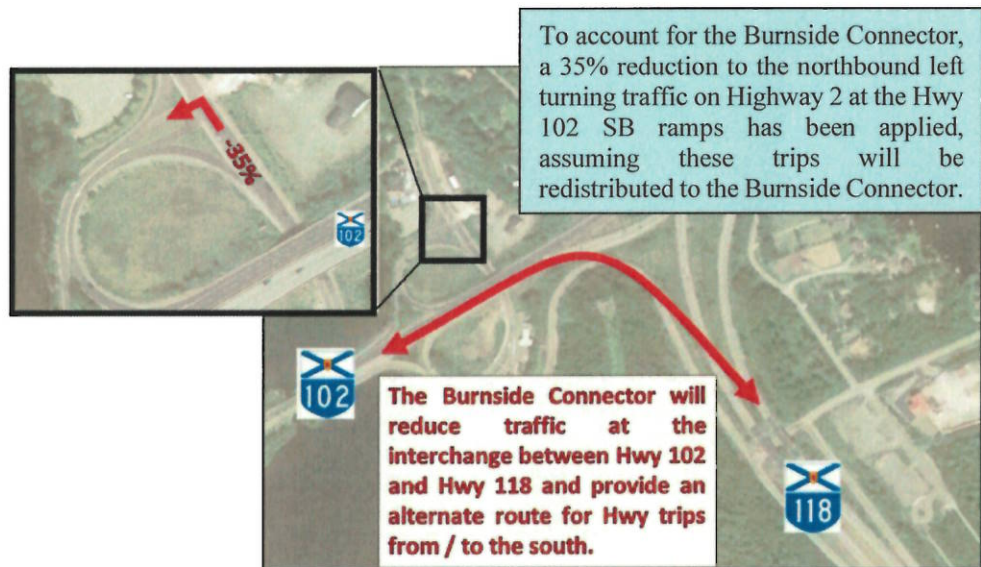 To account for the Burnside Connector,
a 35% reduction to the northbound left
turning traffic on Highway 2 at the Hwy
102 SB ramps has been applied,
assuming these trips will be
redistributed to the Burnside Connector.
-35%
102
102
The Burnside Connector will
reduce traffic at the
interchange between Hwy 102
and Hwy 118 and provide an
alternate route for Hwy trips
from / to the south.
118